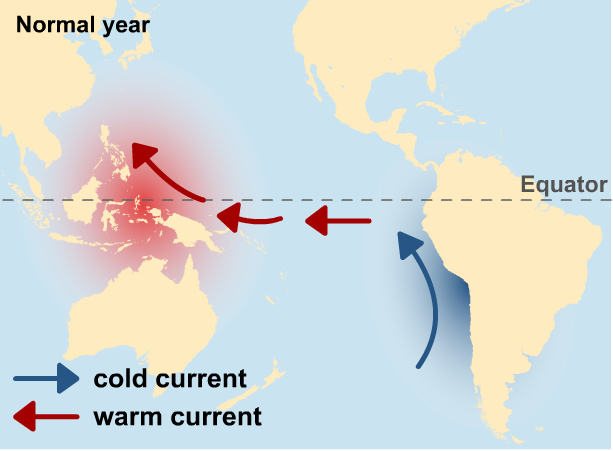 Normal year
Equator
cold current
warm current